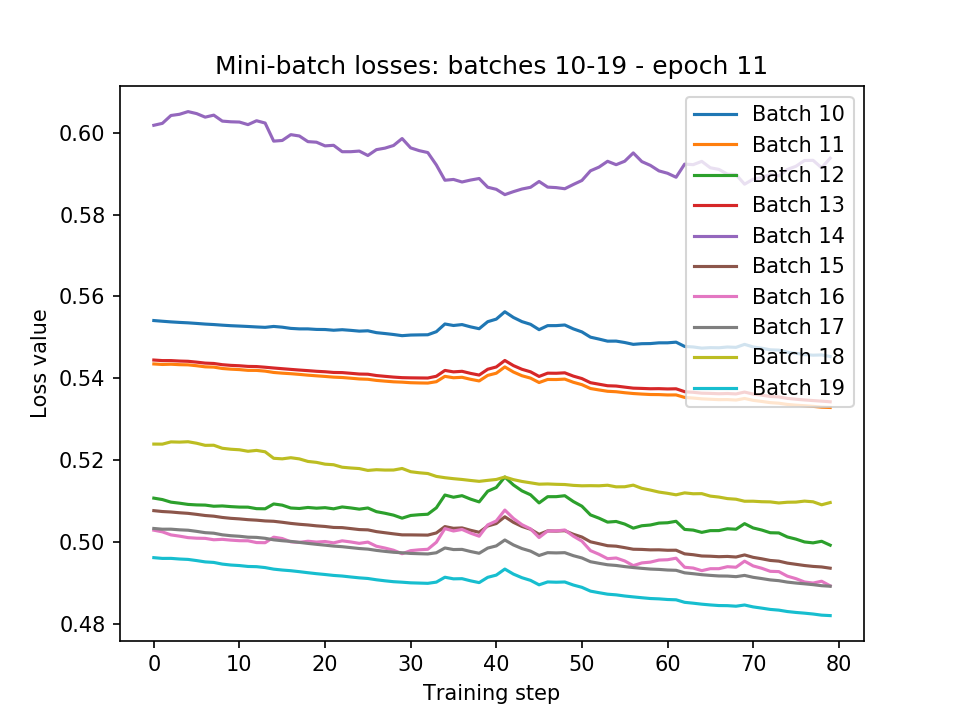 Mini-batch losses: batches 10-19 - epoch 11
Loss value
0.60
0.58
0.56
0.54
0.52
0.50
0.48
0
10
20
30
40
50
60
70
80
Training step
Batch 10
Batch 11
Batch 12
Batch 13
Batch 14
Batch 15
Batch 16
Batch 17
Batch 18
Batch 19